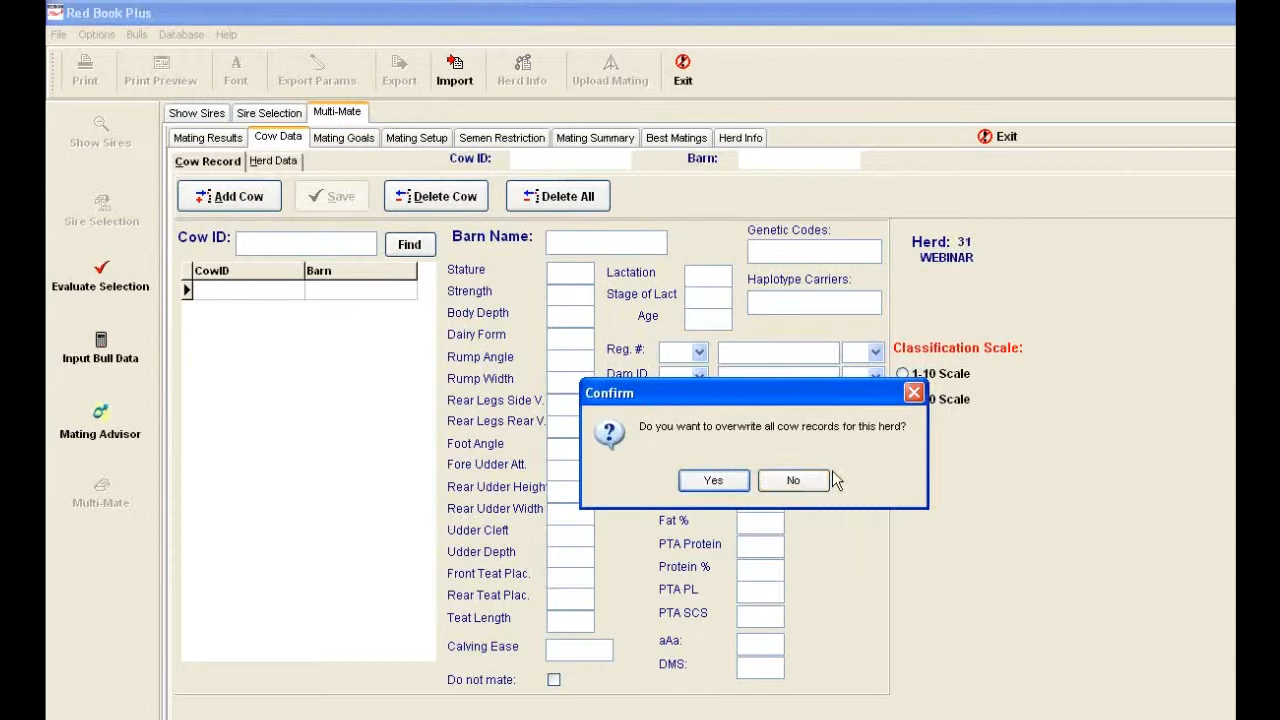 Red Book Plus
File Options Bulls Database Help
Print Print Preview Font Export Params Export Import Herd Info Upload Mating Exit
Show Sires Sire Selection Multi-Mate
Mating Results Cow Data Mating Goals Mating Setup Semen Restriction Mating Summary Best Matings Herd Info Exit
Cow Record Herd Data Cow ID: Barn:
Add Cow Save Delete Cow Delete All
Show Sires
Sire Selection
Evaluate Selection
Input Bull Data
Mating Advisor
Multi-Mate
Cow ID: Find
CowID Barn
Barn Name:
Stature
Strength
Body Depth
Dairy Form
Rump Angle
Rump Width
Rear Legs Side V.
Rear Legs Rear V.
Foot Angle
Fore Udder Att.
Rear Udder Height
Rear Udder Width
Udder Cleft
Udder Depth
Front Teat Plac.
Rear Teat Plac.
Teat Length
Calving Ease
Do not mate:
Lactation
Stage of Lact
Age
Reg. #:
Dam ID
Genetic Codes:
Haplotype Carriers:
Herd: 31
WEBINAR
Classification Scale:
1-10 Scale
0 Scale
Confirm
Do you want to overwrite all cow records for this herd?
Yes No
Fat %
PTA Protein
Protein %
PTA PL
PTA SCS
aAa:
DMS: